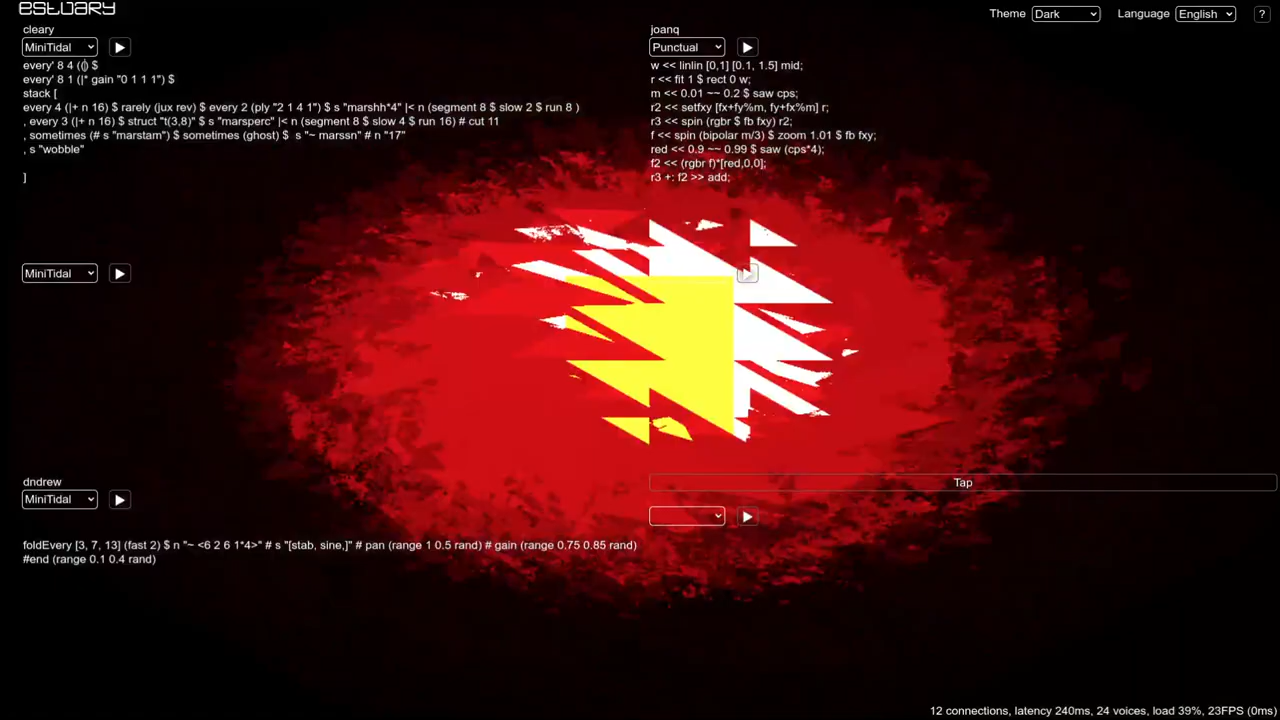 estuary
Theme Dark Language English ?
cleary
MiniTidal
every' 8 4 (() $
every' 8 1 (|* gain "0 1 1 1") $
stack [
every 4 (|+ n 16) $ rarely (jux rev) $ every 2 (ply "2 1 4 1") $ s "marshh*4" |< n (segment 8 $ slow 2 $ run 8 )
, every 3 (|+ n 16) $ struct "t(3,8)" $ s "marsperc" |< n (segment 8 $ slow 4 $ run 16) # cut 11
, sometimes (# s "marstam") $ sometimes (ghost) $  s "~ marssn" # n "17"
, s "wobble"
]
joanq
Punctual
w << linlin [0,1] [0.1, 1.5] mid;
r << fit 1 $ rect 0 w;
m << 0.01 ~~ 0.2 $ saw cps;
r2 << setfxy [fx+fy%m, fy+fx%m] r;
r3 << spin (rgbr $ fb fxy) r2;
f << spin (bipolar m/3) $ zoom 1.01 $ fb fxy;
red << 0.9 ~~ 0.99 $ saw (cps*4);
f2 << (rgbr f)*[red,0,0];
r3 +: f2 >> add;
MiniTidal
dndrew
MiniTidal
foldEvery [3, 7, 13] (fast 2) $ n "~ <6 2 6 1*4>" # s "[stab, sine,]" # pan (range 1 0.5 rand) # gain (range 0.75 0.85 rand)
#end (range 0.1 0.4 rand)
Tap
12 connections, latency 240ms, 24 voices, load 39%, 23FPS (0ms)